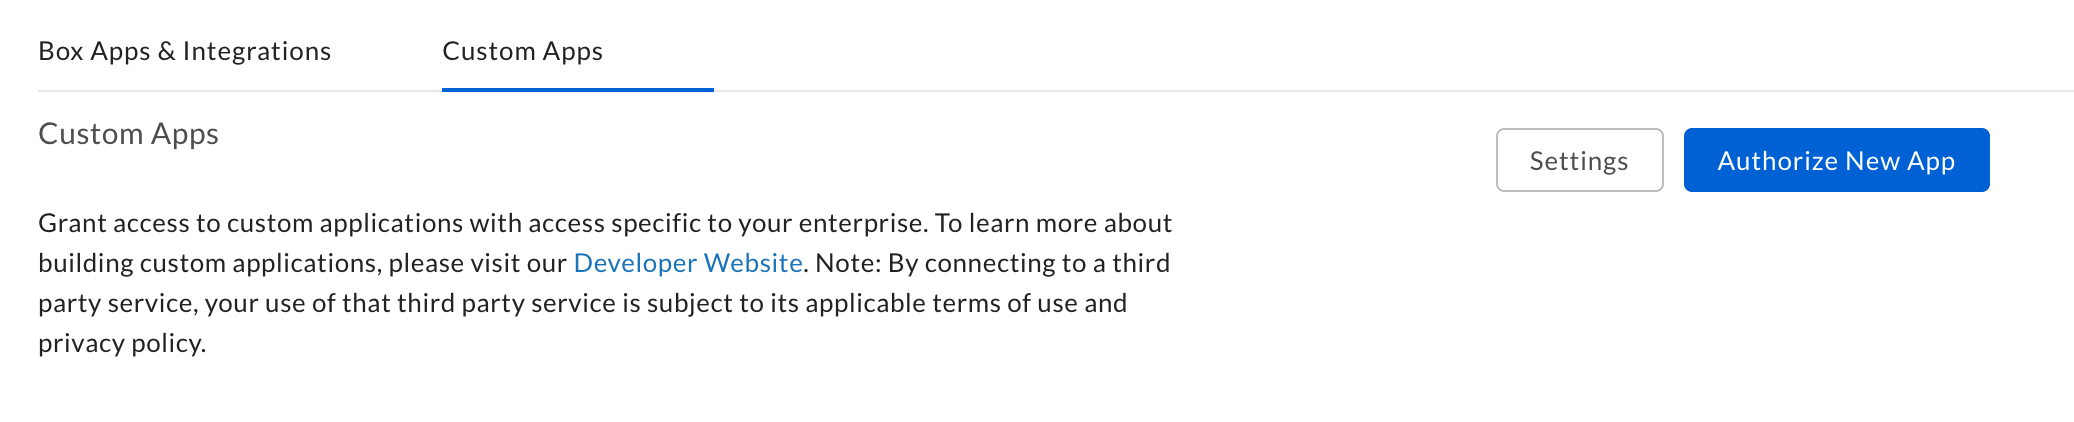 Box Apps & Integrations
Custom Apps
Custom Apps
Settings
Authorize New App
Grant access to custom applications with access specific to your enterprise. To learn more about
building custom applications, please visit our Developer Website. Note: By connecting to a third
party service, your use of that third party service is subject to its applicable terms of use and
privacy policy.